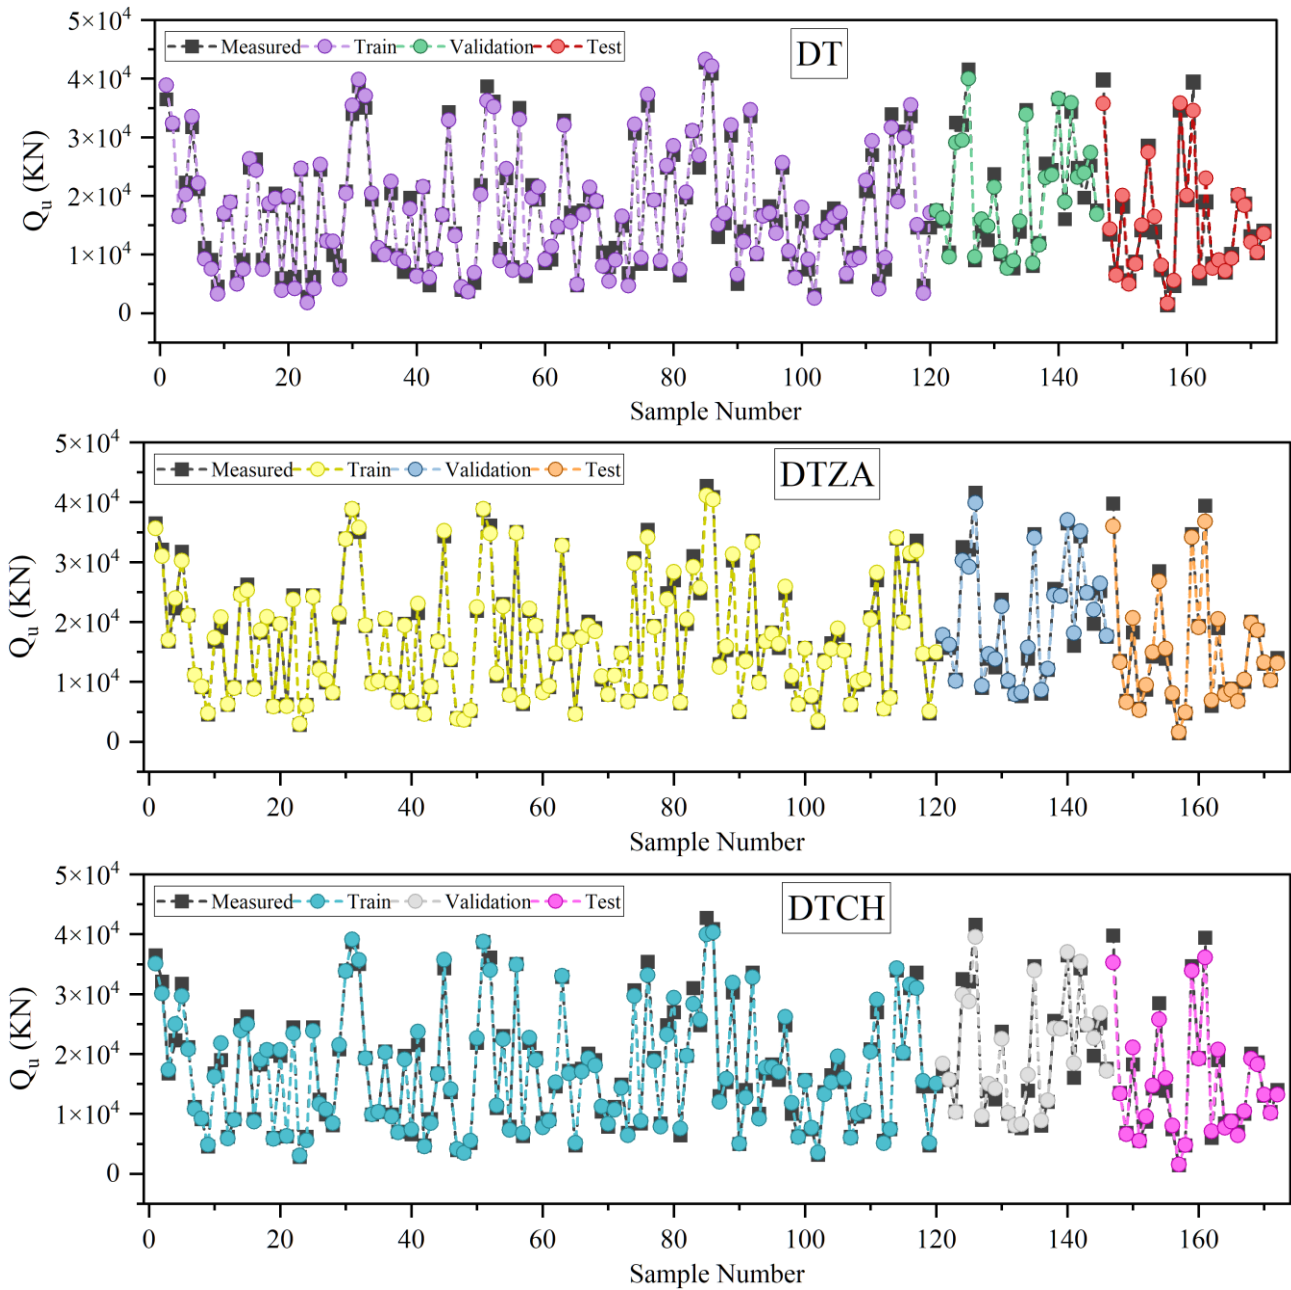 5×10⁴
Measured Train Validation Test
DT
4×10⁴
3×10⁴
2×10⁴
1×10⁴
0
Qᵤ (KN)
0 20 40 60 80 100 120 140 160
Sample Number
5×10⁴
Measured Train Validation Test
DTZA
4×10⁴
3×10⁴
2×10⁴
1×10⁴
0
Qᵤ (KN)
0 20 40 60 80 100 120 140 160
Sample Number
5×10⁴
Measured Train Validation Test
DTCH
4×10⁴
3×10⁴
2×10⁴
1×10⁴
0
Qᵤ (KN)
0 20 40 60 80 100 120 140 160
Sample Number